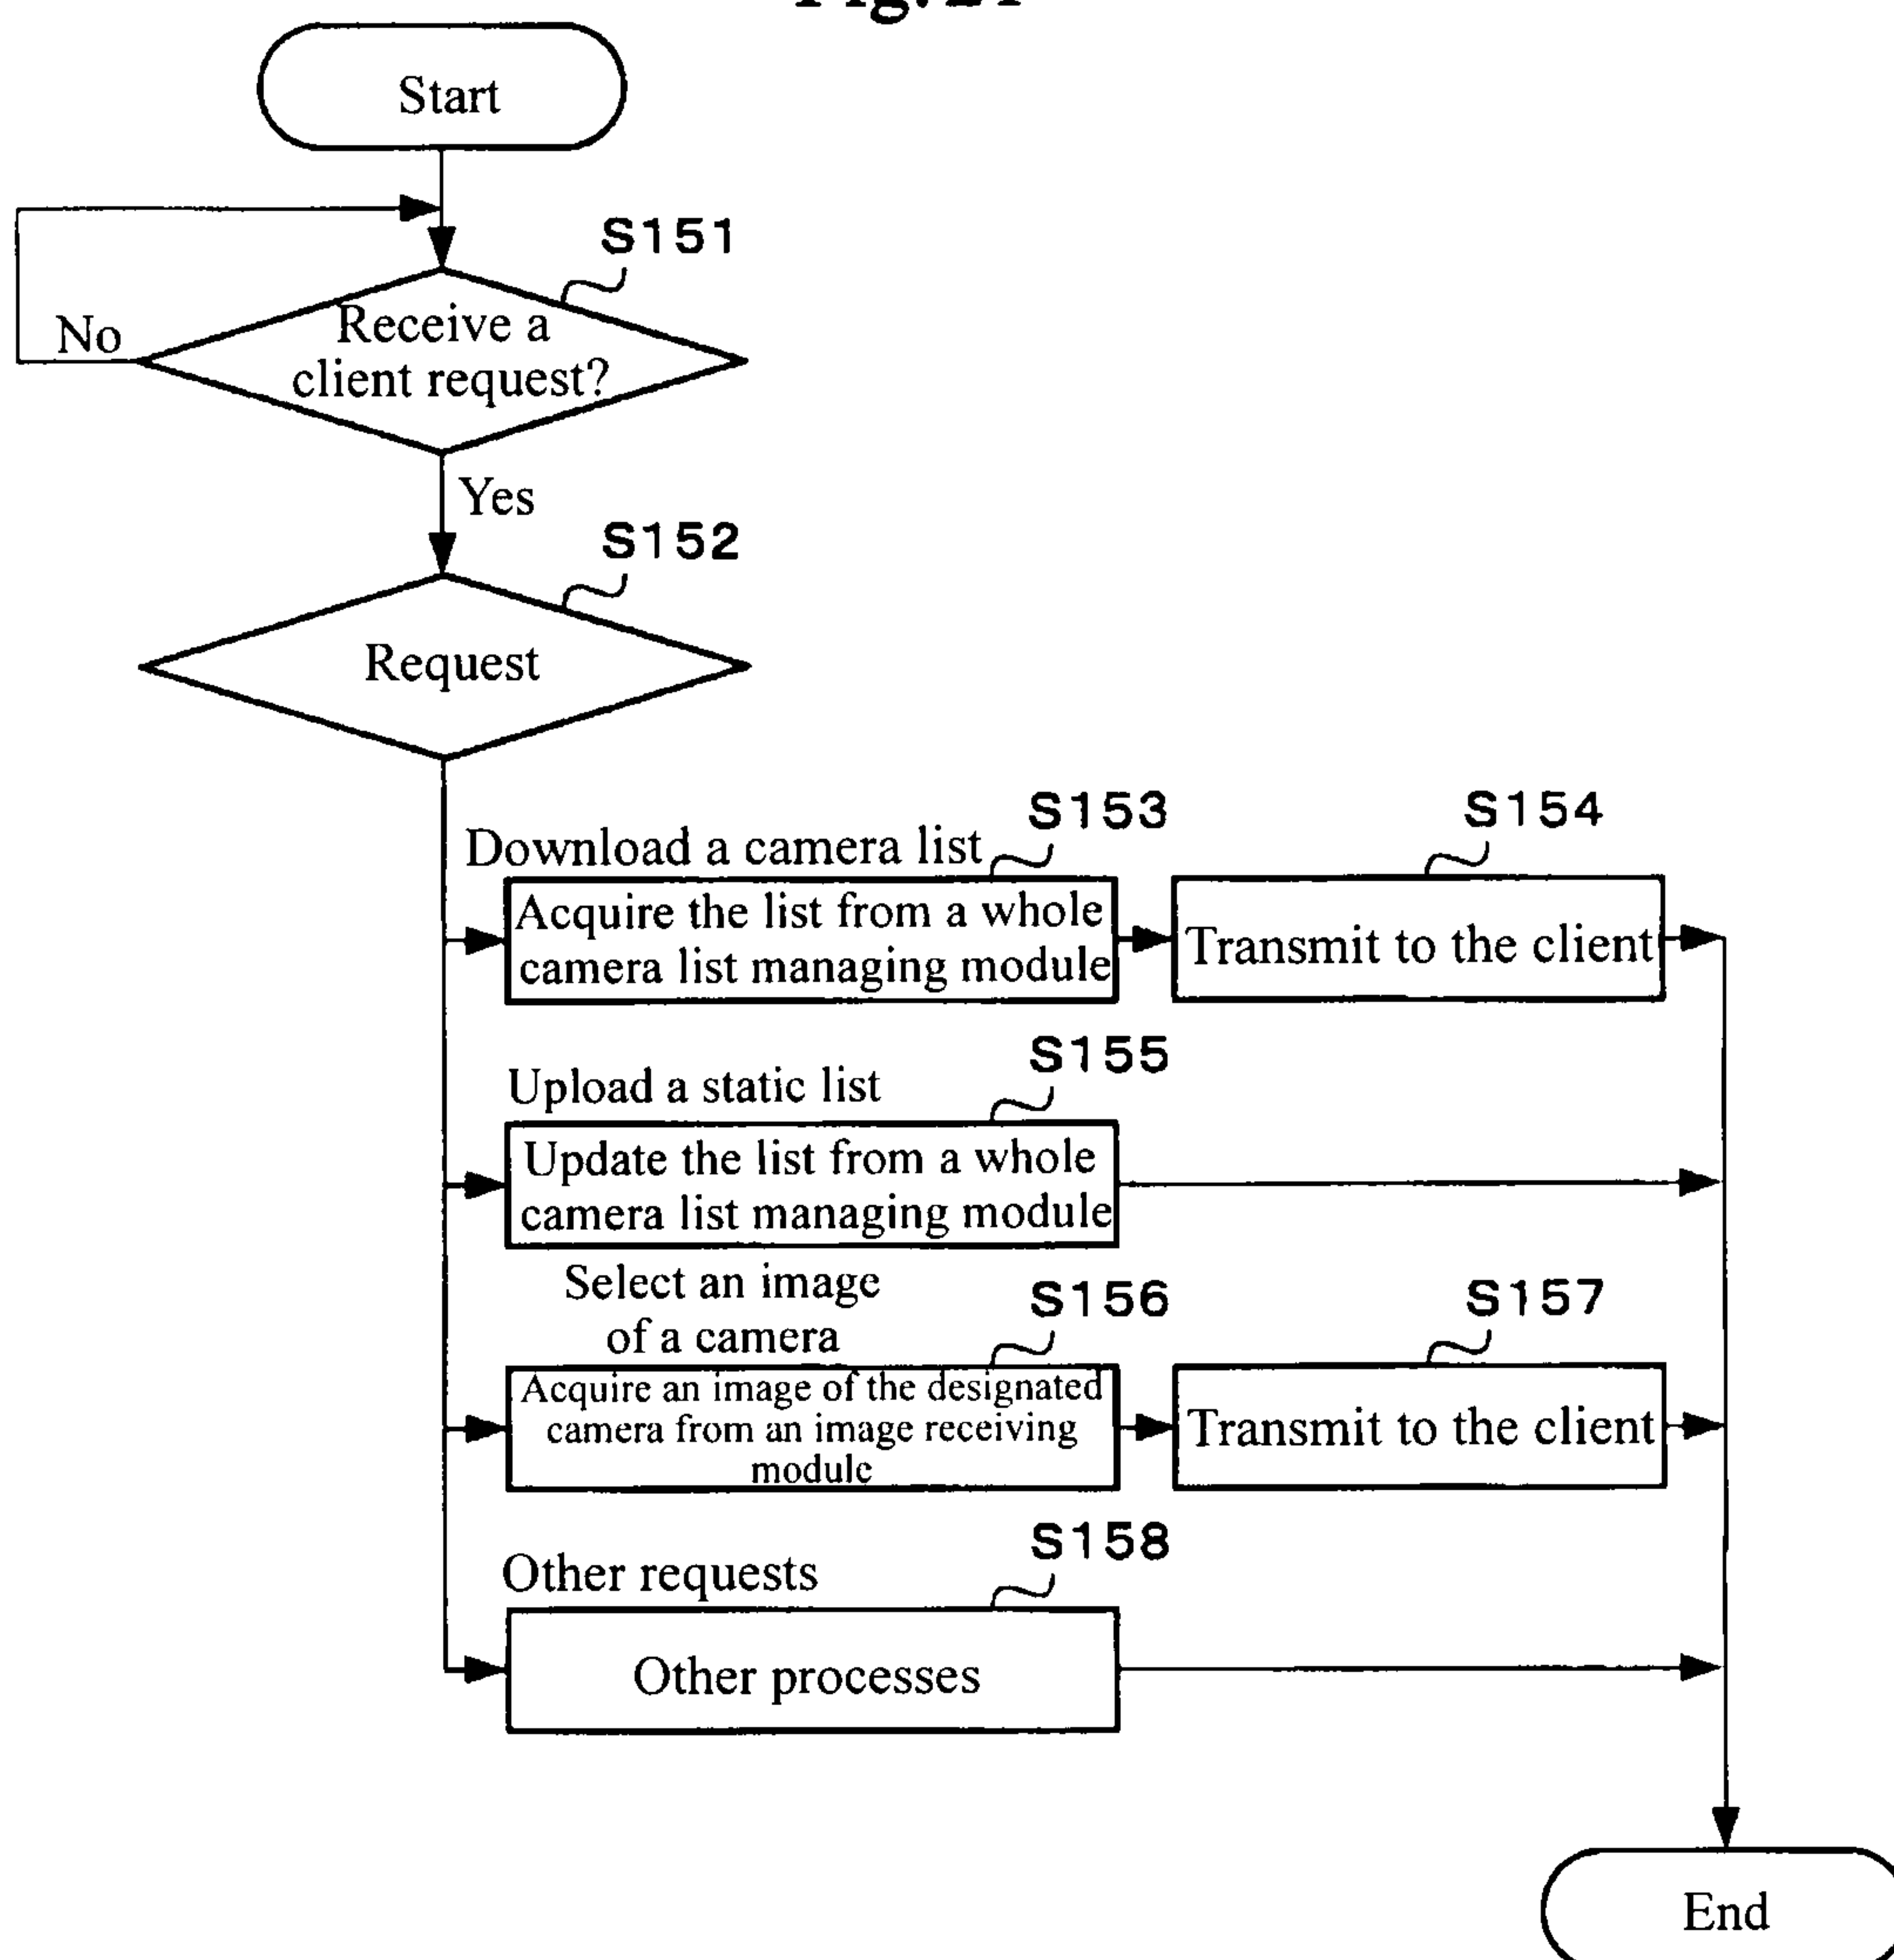 Start
S151
Receive a
client request?
No
Yes
S152
Request
Download a camera list
S153
S154
Acquire the list from a whole
camera list managing module
Transmit to the client
Upload a static list
S155
Update the list from a whole
camera list managing module
Select an image
of a camera
S156
S157
Acquire an image of the designated
camera from an image receiving
module
Transmit to the client
Other requests
S158
Other processes
End